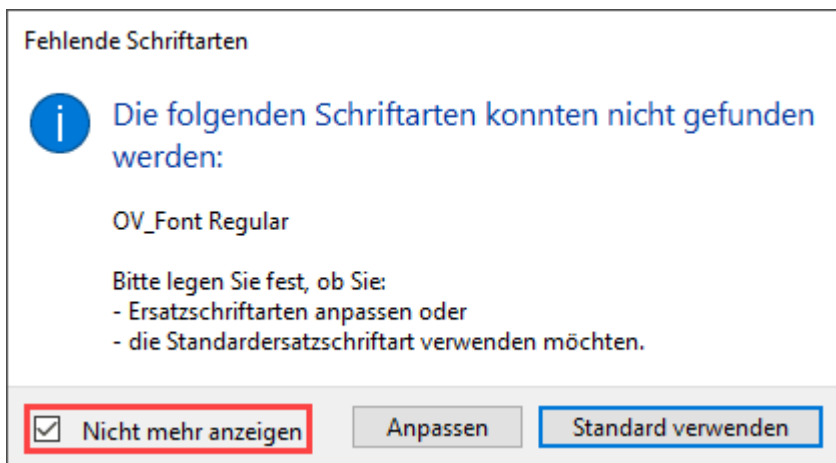 Fehlende Schriftarten
Die folgenden Schriftarten konnten nicht gefunden
werden:
OV_Font Regular
Bitte legen Sie fest, ob Sie:
- Ersatzschriftarten anpassen oder
- die Standardersatzschriftart verwenden möchten.
Nicht mehr anzeigen
Anpassen
Standard verwenden